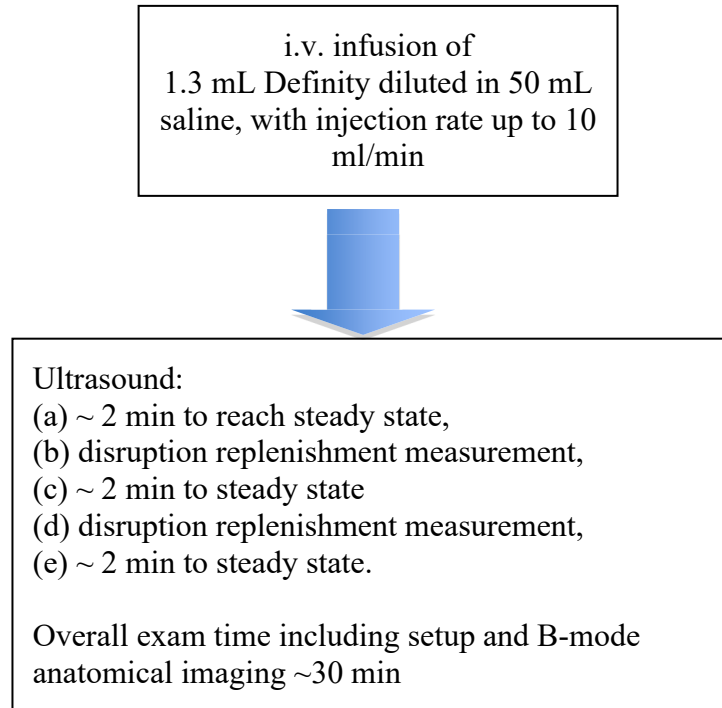 i.v. infusion of
1.3 mL Definity diluted in 50 mL
saline, with injection rate up to 10
ml/min
Ultrasound:
(a) ~ 2 min to reach steady state,
(b) disruption replenishment measurement,
(c) ~ 2 min to steady state
(d) disruption replenishment measurement,
(e) ~ 2 min to steady state.
Overall exam time including setup and B-mode
anatomical imaging ~30 min